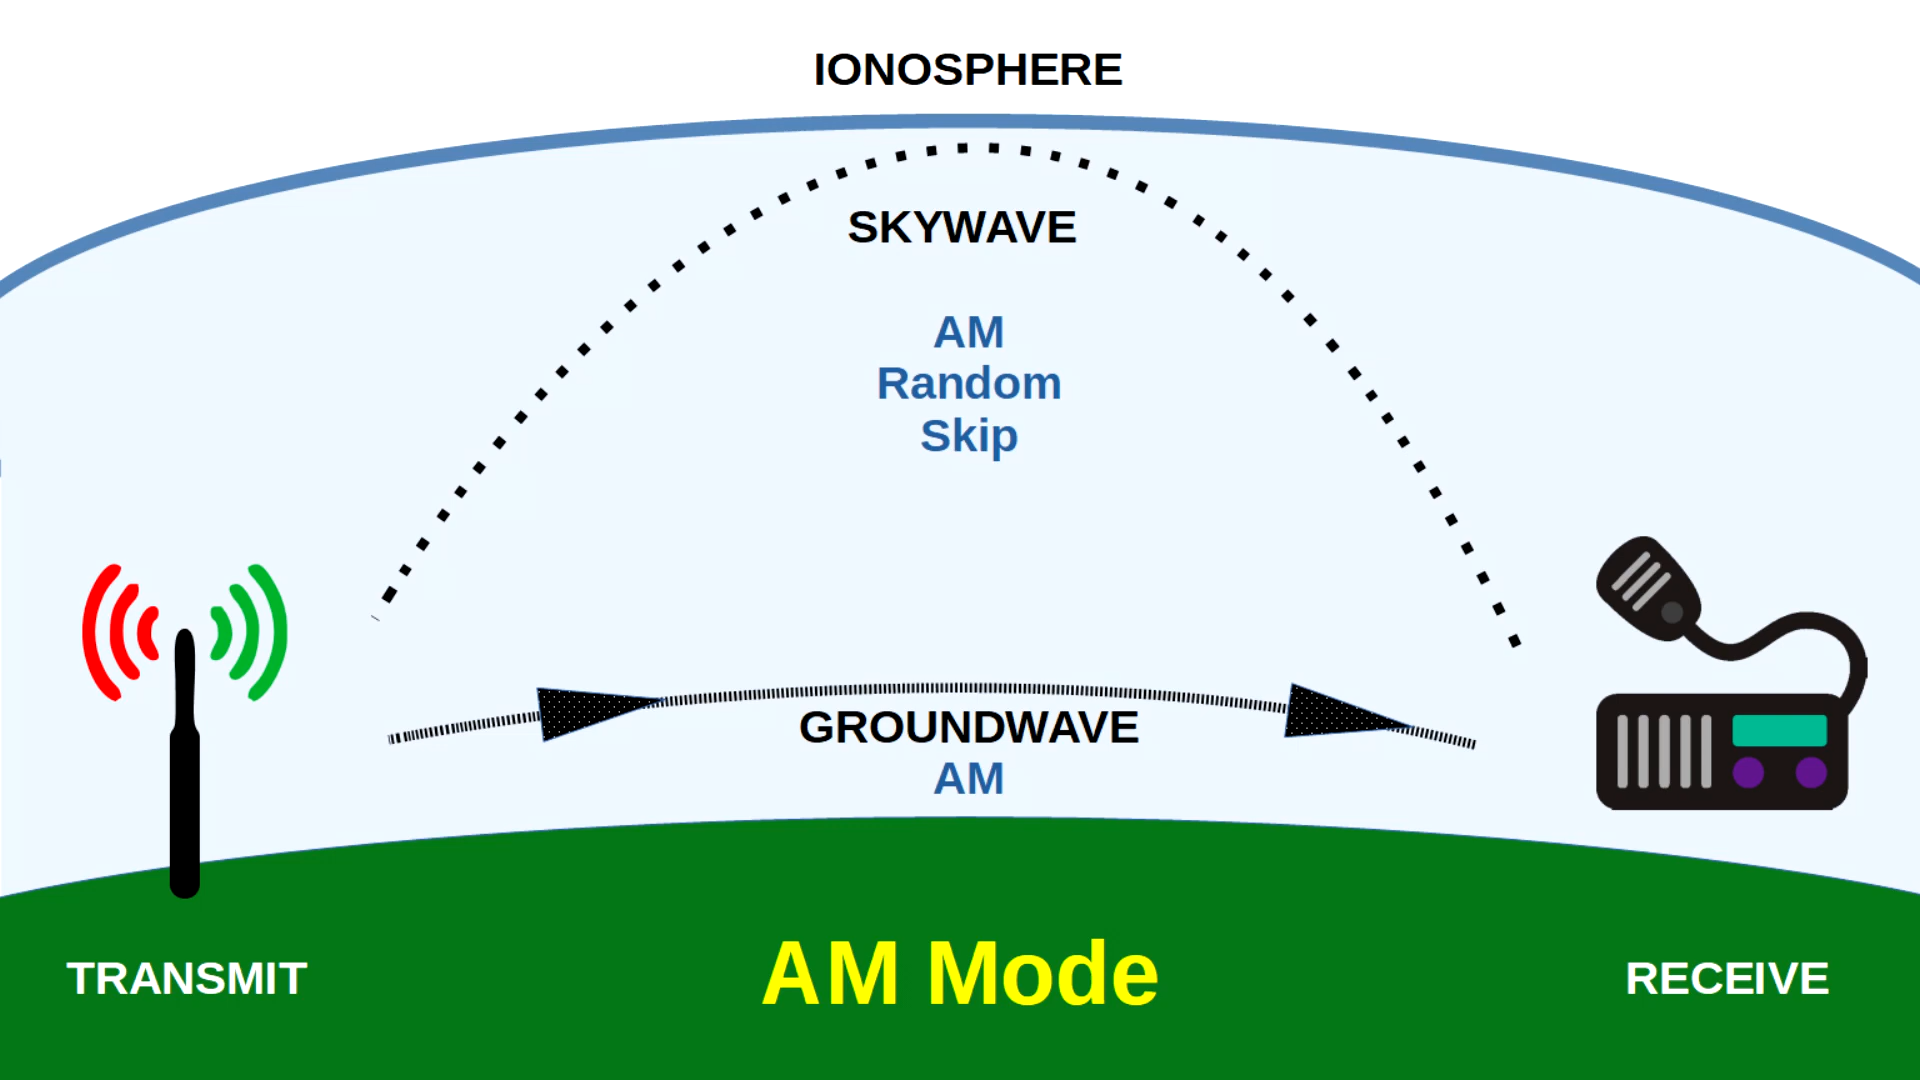 IONOSPHERE
SKYWAVE
AM
Random
Skip
GROUNDWAVE
AM
TRANSMIT
AM Mode
RECEIVE